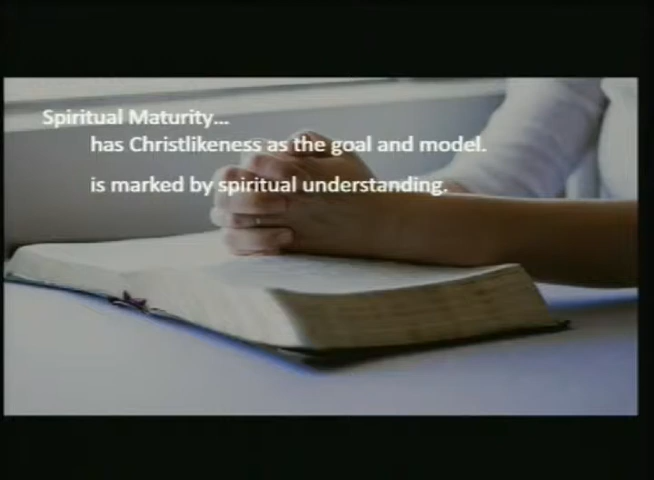 Spiritual Maturity...
has Christlikeness as the goal and model.
is marked by spiritual understanding.